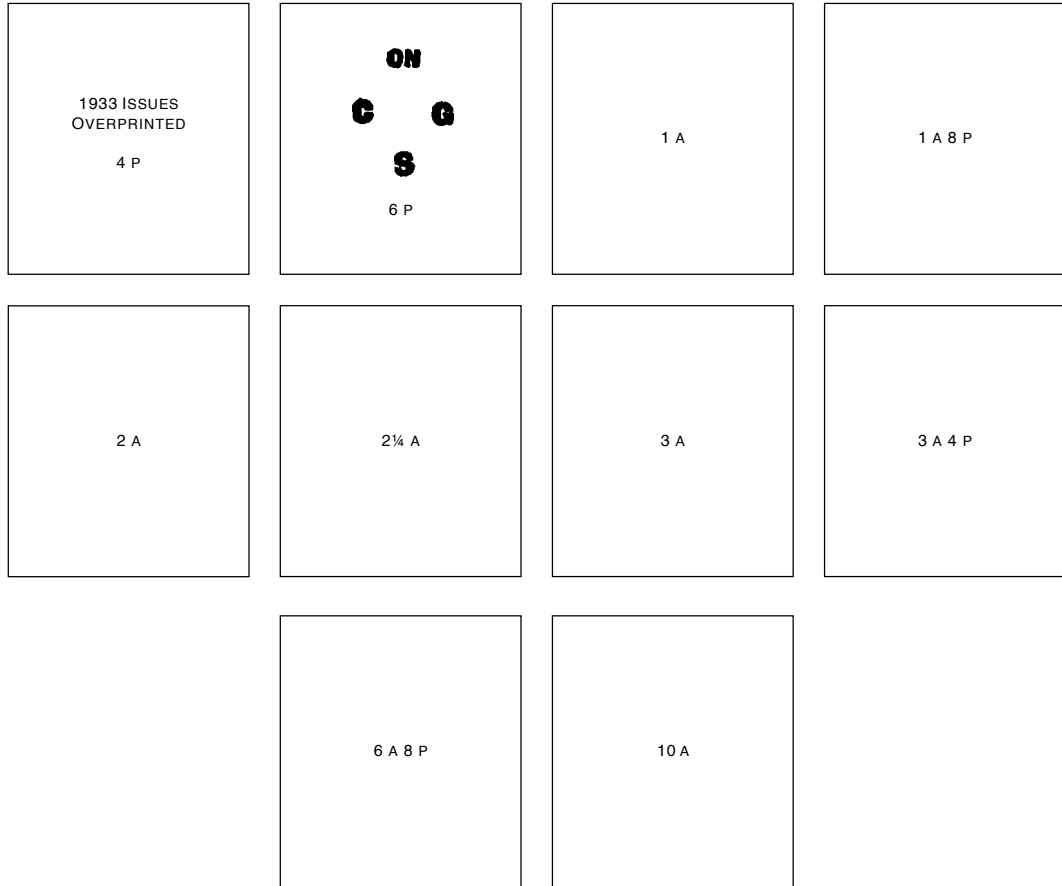 1933 ISSUES
OVERPRINTED
4 P
ON
C G
S
6 P
1 A
1 A 8 P
2 A
2¼ A
3 A
3 A 4 P
6 A 8 P
10 A